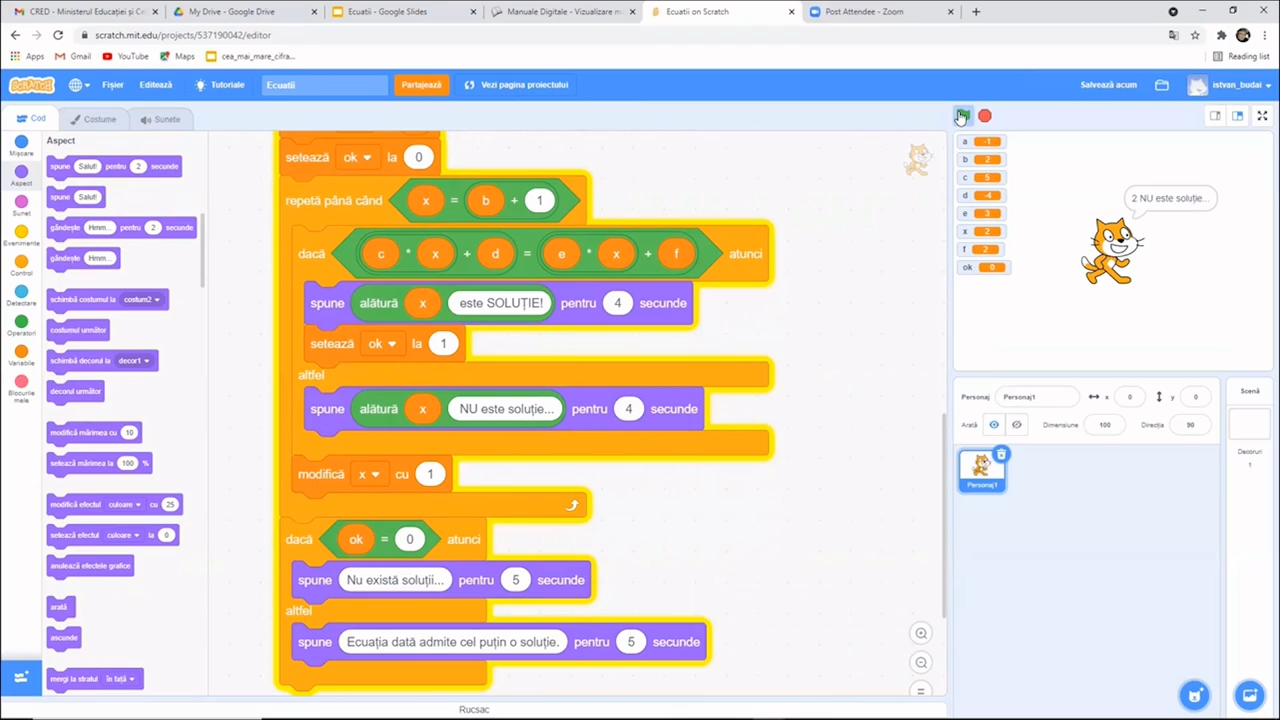 CRED - Ministerul Educației și Ce
My Drive - Google Drive
Ecuatii - Google Slides
Manuale Digitale - Vizualizare m
Ecuatii on Scratch
Post Attendee - Zoom
scratch.mit.edu/projects/537190042/editor
Apps
Gmail
YouTube
Maps
cea_mai_mare_cifra...
Reading list
SCRATCH
Fișier
Editează
Tutoriale
Ecuatii
Partajează
Vezi pagina proiectului
Salvează acum
istvan_budai
Cod
Costume
Sunete
Mișcare
Aspect
Sunet
Evenimente
Control
Detectare
Operatori
Variabile
Blocurile mele
Aspect
spune Salut! pentru 2 secunde
spune Salut!
gândește Hmm... pentru 2 secunde
gândește Hmm...
schimbă costumul la costum2
costumul următor
schimbă decorul la decor1
decorul următor
modifică mărimea cu 10
setează mărimea la 100 %
modifică efectul culoare cu 25
setează efectul culoare la 0
anulează efectele grafice
arată
ascunde
mergi la stratul în față
setează ok la 0
repetă până când x = b + 1
dacă c * x + d = e * x + f atunci
spune alătură x este SOLUȚIE! pentru 4 secunde
setează ok la 1
altfel
spune alătură x NU este soluție... pentru 4 secunde
modifică x cu 1
dacă ok = 0 atunci
spune Nu există soluții... pentru 5 secunde
altfel
spune Ecuația dată admite cel puțin o soluție. pentru 5 secunde
Rucsac
a -1
b 2
c 5
d -4
e 3
x 2
f 2
ok 0
2 NU este soluție...
Personaj Personaj1 x 0 y 0
Arată Dimensiune 100 Direcția 90
Personaj1
Scenă
Decoruri
1